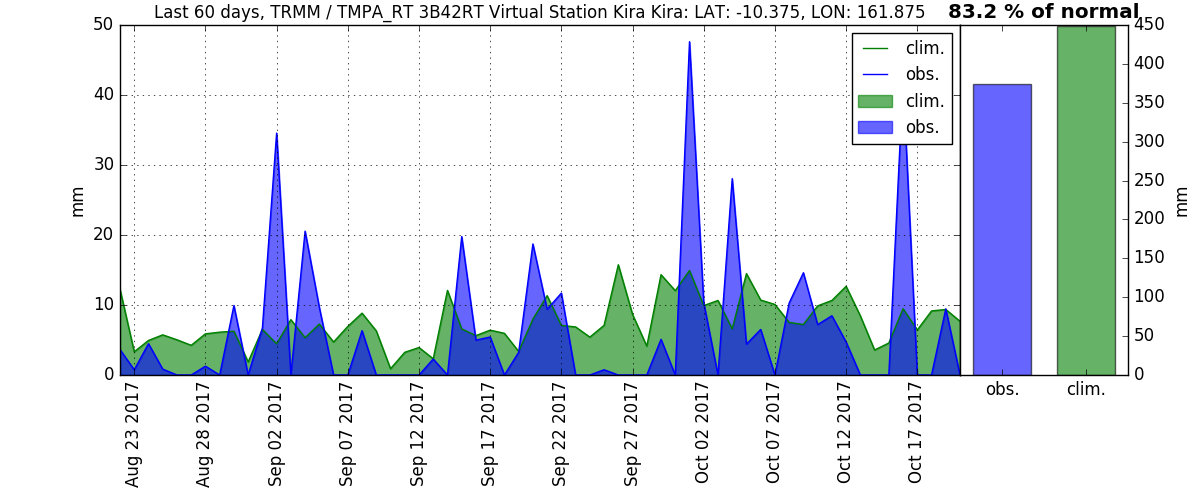 Last 60 days, TRMM / TMPA_RT 3B42RT Virtual Station Kira Kira: LAT: -10.375, LON: 161.875
83.2 % of normal
50
40
30
20
10
0
mm
clim.
obs.
clim.
obs.
450
400
350
300
250
200
150
100
50
0
mm
obs.
clim.
Aug 23 2017
Aug 28 2017
Sep 02 2017
Sep 07 2017
Sep 12 2017
Sep 17 2017
Sep 22 2017
Sep 27 2017
Oct 02 2017
Oct 07 2017
Oct 12 2017
Oct 17 2017